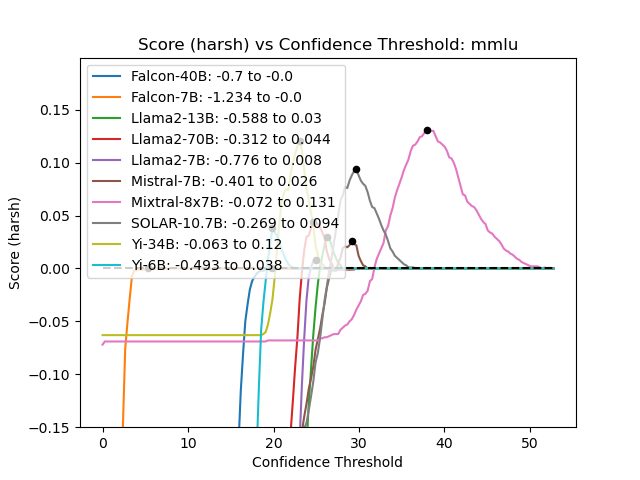 Score (harsh) vs Confidence Threshold: mmlu
Falcon-40B: -0.7 to -0.0
Falcon-7B: -1.234 to -0.0
Llama2-13B: -0.588 to 0.03
Llama2-70B: -0.312 to 0.044
Llama2-7B: -0.776 to 0.008
Mistral-7B: -0.401 to 0.026
Mixtral-8x7B: -0.072 to 0.131
SOLAR-10.7B: -0.269 to 0.094
Yi-34B: -0.063 to 0.12
Yi-6B: -0.493 to 0.038
0.15
0.10
0.05
0.00
−0.05
−0.10
−0.15
Score (harsh)
0 10 20 30 40 50
Confidence Threshold